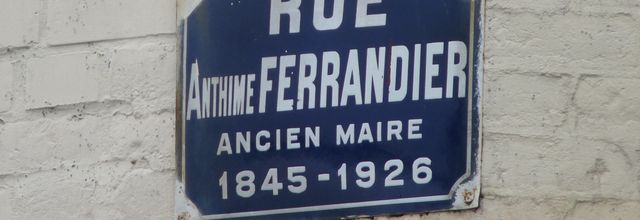 RUE
ANTHIME FERRANDIER
ANCIEN MAIRE
1845-1926